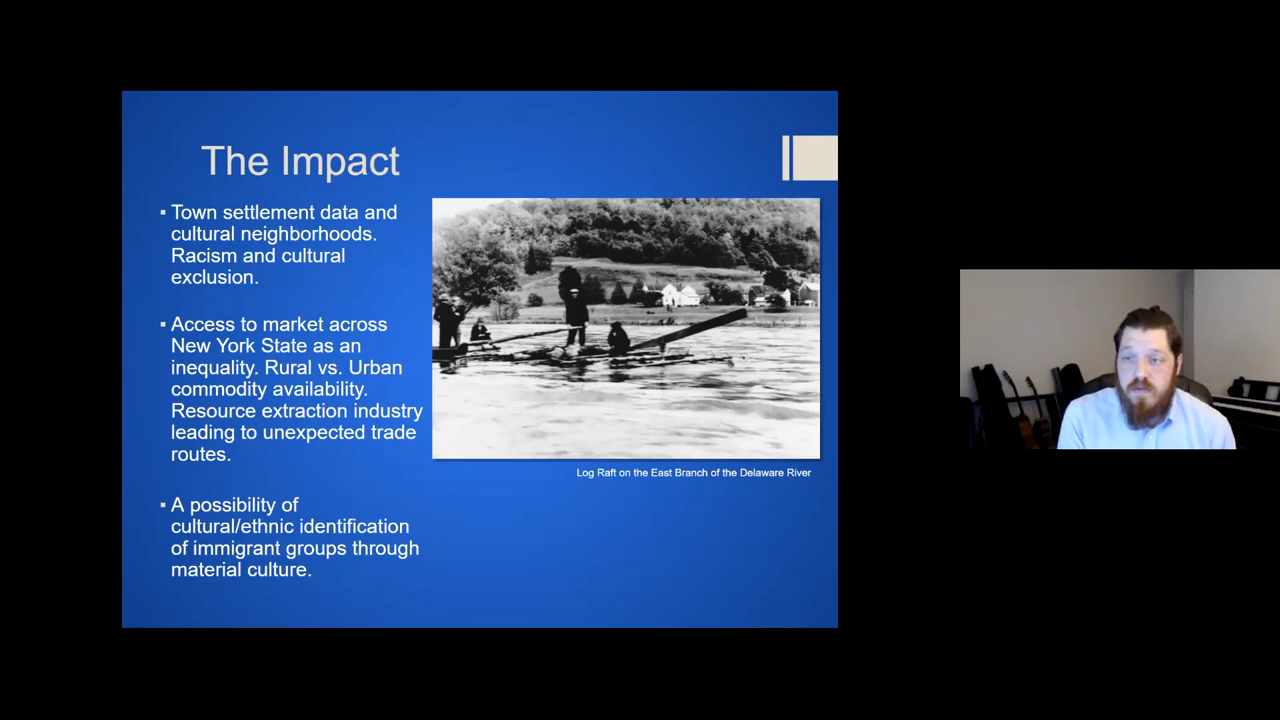 The Impact
▪ Town settlement data and
cultural neighborhoods.
Racism and cultural
exclusion.
▪ Access to market across
New York State as an
inequality. Rural vs. Urban
commodity availability.
Resource extraction industry
leading to unexpected trade
routes.
▪ A possibility of
cultural/ethnic identification
of immigrant groups through
material culture.
Log Raft on the East Branch of the Delaware River